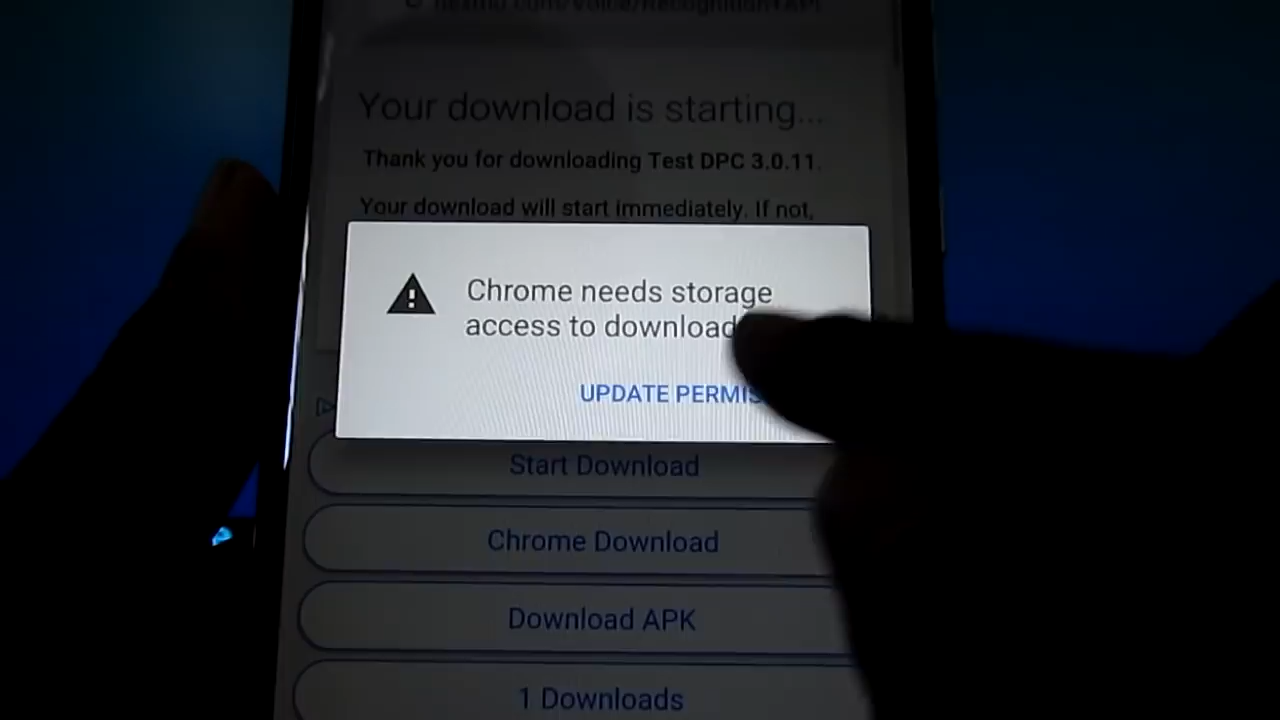 Your download is starting...
Thank you for downloading Test DPC 3.0.11.
Your download will start immediately. If not,
Chrome needs storage
access to download
UPDATE
Start Download
Chrome Download
Download APK
1 Downloads